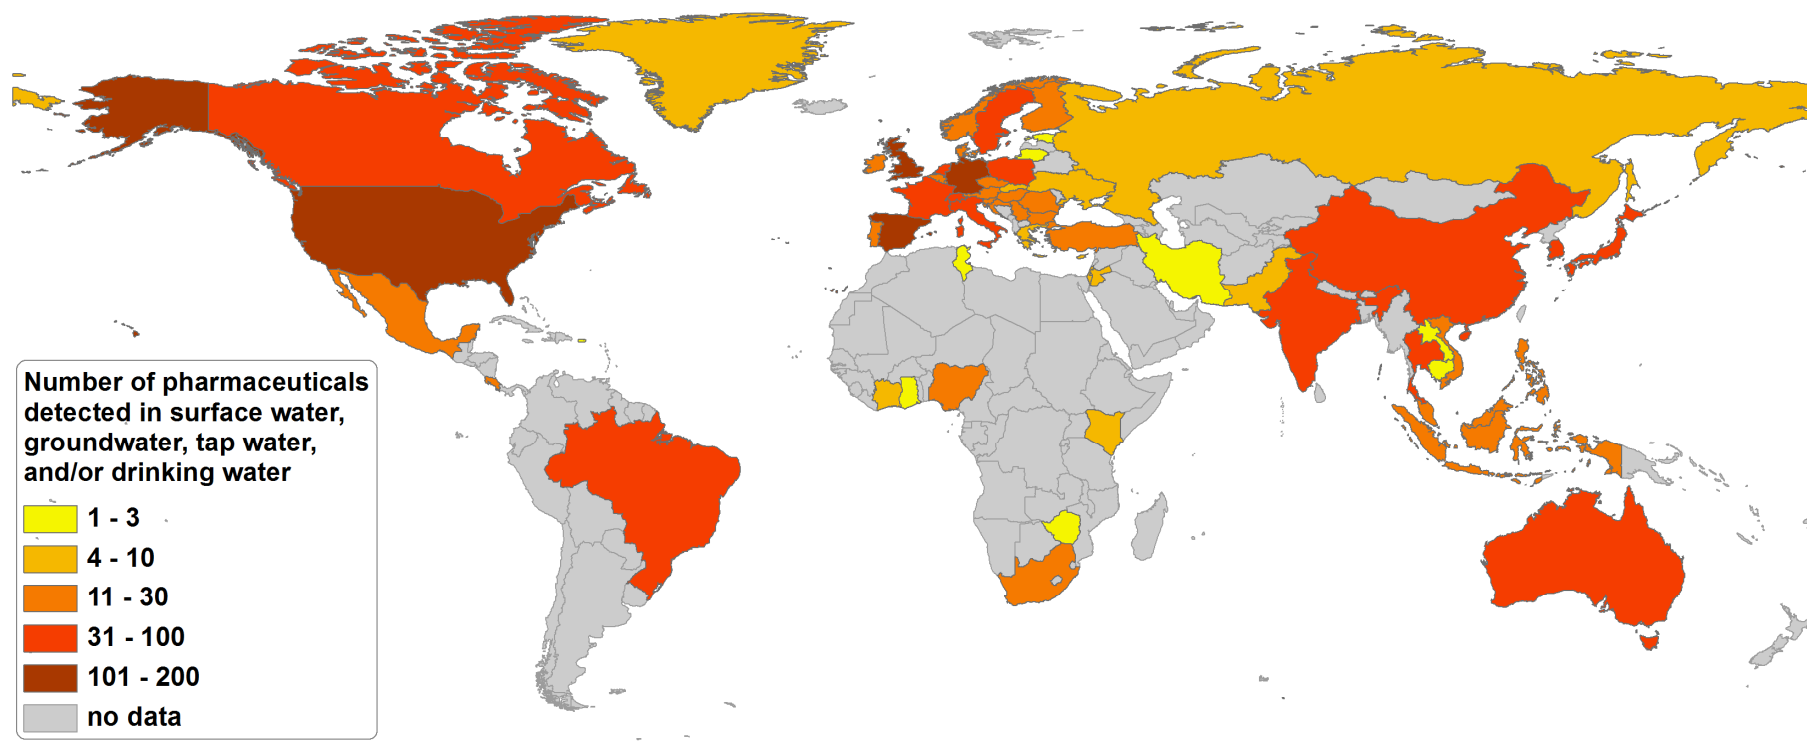 Number of pharmaceuticals
detected in surface water,
groundwater, tap water,
and/or drinking water
1 - 3
4 - 10
11 - 30
31 - 100
101 - 200
no data